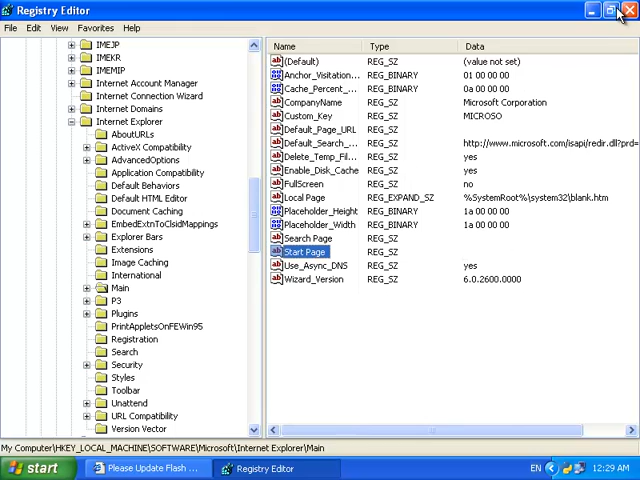 Registry Editor
File Edit View Favorites Help
IMEJP
IMEKR
IMEMIP
Internet Account Manager
Internet Connection Wizard
Internet Domains
Internet Explorer
AboutURLs
ActiveX Compatibility
AdvancedOptions
Application Compatibility
Default Behaviors
Default HTML Editor
Document Caching
EmbedExtnToClsidMappings
Explorer Bars
Extensions
Image Caching
International
Main
P3
Plugins
PrintAppletsOnFEWin95
Registration
Search
Security
Styles
Toolbar
Unattend
URL Compatibility
Version Vector
Name Type Data
(Default) REG_SZ (value not set)
Anchor_Visitation... REG_BINARY 01 00 00 00
Cache_Percent_... REG_BINARY 0a 00 00 00
CompanyName REG_SZ Microsoft Corporation
Custom_Key REG_SZ MICROSO
Default_Page_URL REG_SZ
Default_Search_... REG_SZ http://www.microsoft.com/isapi/redir.dll?prd=
Delete_Temp_Fil... REG_SZ yes
Enable_Disk_Cache REG_SZ yes
FullScreen REG_SZ no
Local Page REG_EXPAND_SZ %SystemRoot%\system32\blank.htm
Placeholder_Height REG_BINARY 1a 00 00 00
Placeholder_Width REG_BINARY 1a 00 00 00
Search Page REG_SZ
Start Page REG_SZ
Use_Async_DNS REG_SZ yes
Wizard_Version REG_SZ 6.0.2600.0000
My Computer\HKEY_LOCAL_MACHINE\SOFTWARE\Microsoft\Internet Explorer\Main
start Please Update Flash ... Registry Editor EN 12:29 AM